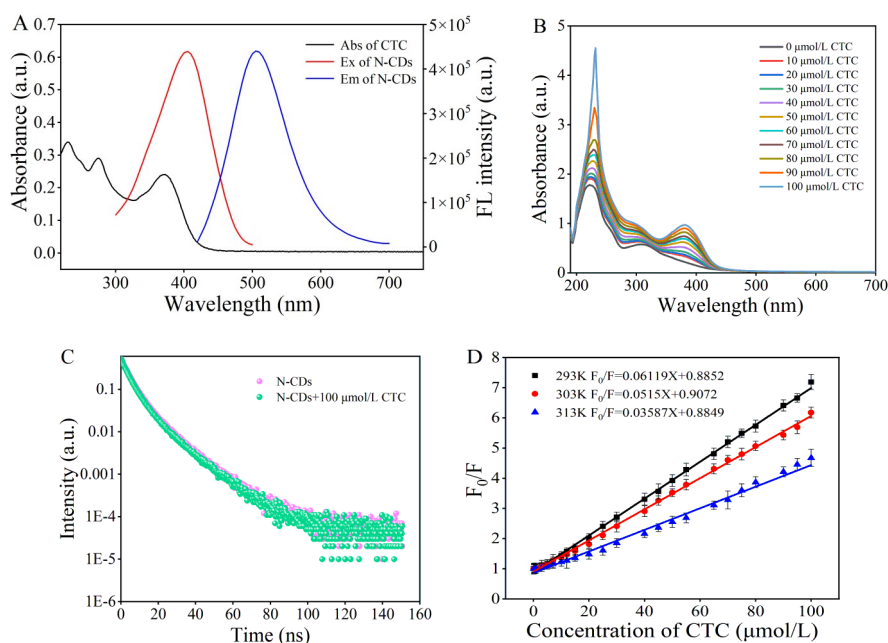 A
Absorbance (a.u.)
0.7
0.6
0.5
0.4
0.3
0.2
0.1
0.0
Abs of CTC
Ex of N-CDs
Em of N-CDs
5×10⁵
4×10⁵
3×10⁵
2×10⁵
1×10⁵
0
FL intensity (a.u.)
300 400 500 600 700
Wavelength (nm)
B
Absorbance (a.u.)
5
4
3
2
1
0
0 μmol/L CTC
10 μmol/L CTC
20 μmol/L CTC
30 μmol/L CTC
40 μmol/L CTC
50 μmol/L CTC
60 μmol/L CTC
70 μmol/L CTC
80 μmol/L CTC
90 μmol/L CTC
100 μmol/L CTC
200 300 400 500 600 700
Wavelength (nm)
C
Intensity (a.u.)
0.1
0.01
0.001
1E-4
1E-5
1E-6
N-CDs
N-CDs+100 μmol/L CTC
0 20 40 60 80 100 120 140 160
Time (ns)
D
F₀/F
8
7
6
5
4
3
2
1
0
293K F₀/F=0.06119X+0.8852
303K F₀/F=0.0515X+0.9072
313K F₀/F=0.03587X+0.8849
0 20 40 60 80 100
Concentration of CTC (μmol/L)